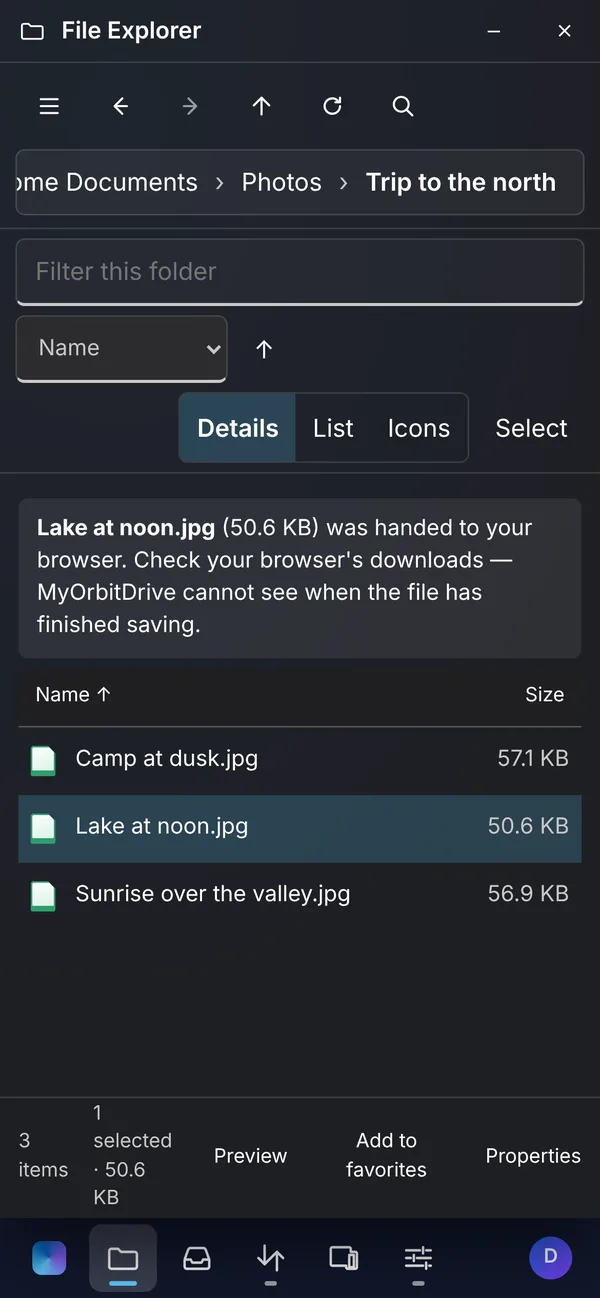 File Explorer
ome Documents › Photos › Trip to the north
Filter this folder
Name
Details List Icons Select
Lake at noon.jpg (50.6 KB) was handed to your
browser. Check your browser's downloads —
MyOrbitDrive cannot see when the file has
finished saving.
Name ↑ Size
Camp at dusk.jpg 57.1 KB
Lake at noon.jpg 50.6 KB
Sunrise over the valley.jpg 56.9 KB
3
items
1
selected
· 50.6
KB
Preview
Add to
favorites
Properties
D